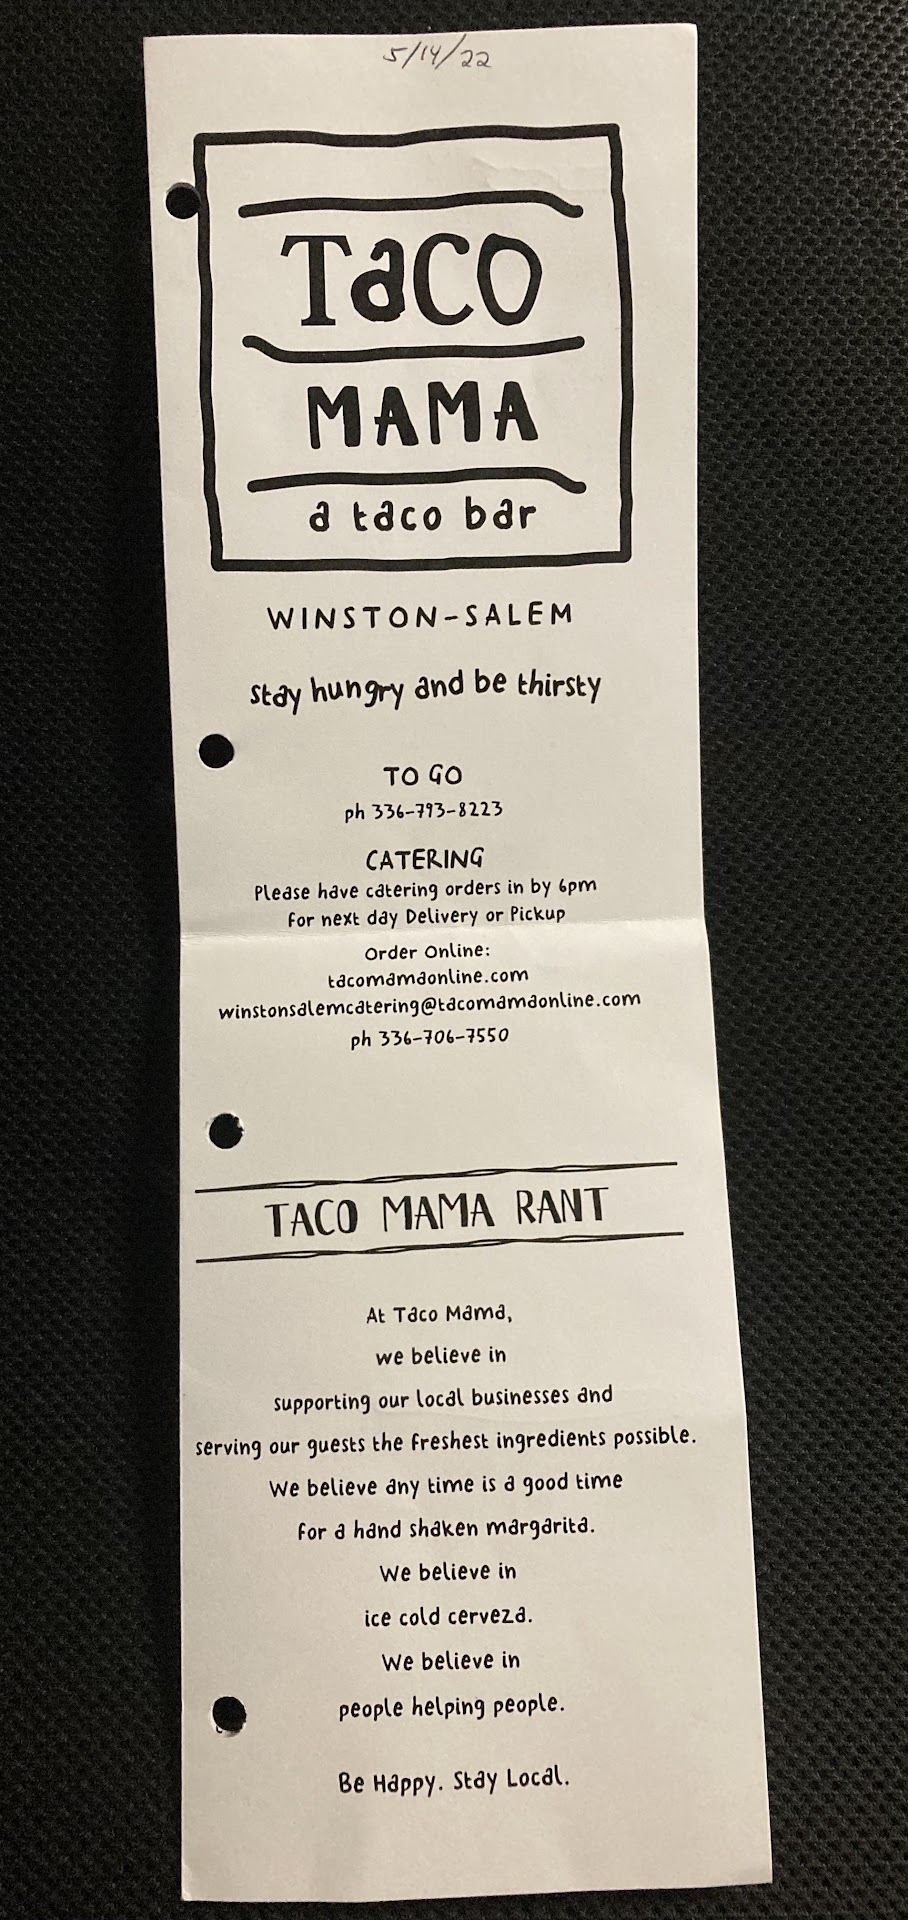 5/14/22
TaCO
MAMA
a taco bar
WINSTON-SALEM
stay hungry and be thirsty
TO GO
ph 336-793-8223
CATERING
Please have catering orders in by 6pm
for next day Delivery or Pickup
Order Online:
tacomamaonline.com
winstonsalemcatering@tacomamaonline.com
ph 336-706-7550
TACO MAMA RANT
At Taco Mama,
we believe in
supporting our local businesses and
serving our guests the freshest ingredients possible.
We believe any time is a good time
for a hand shaken margarita.
We believe in
ice cold cerveza.
We believe in
people helping people.
Be Happy. Stay Local.